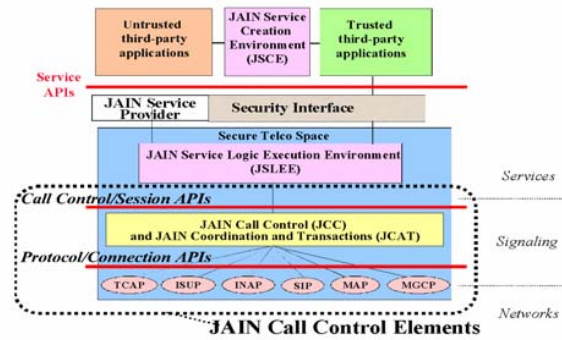 Untrusted
third-party
applications
JAIN Service
Creation
Environment
(JSCE)
Trusted
third-party
applications
Service
APIs
JAIN Service
Provider
Security Interface
Secure Telco Space
JAIN Service Logic Execution Environment
(JSLEE)
Services
Call Control/Session APIs
JAIN Call Control (JCC)
and JAIN Coordination and Transactions (JCAT)
Signaling
Protocol/Connection APIs
TCAP
ISUP
INAP
SIP
MAP
MGCP
Networks
JAIN Call Control Elements